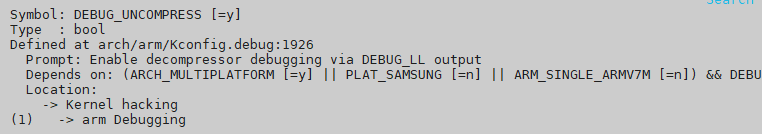 Search
Symbol: DEBUG_UNCOMPRESS [=y]
Type  : bool
Defined at arch/arm/Kconfig.debug:1926
  Prompt: Enable decompressor debugging via DEBUG_LL output
  Depends on: (ARCH_MULTIPLATFORM [=y] || PLAT_SAMSUNG [=n] || ARM_SINGLE_ARMV7M [=n]) && DEBU
  Location:
    -> Kernel hacking
(1)   -> arm Debugging